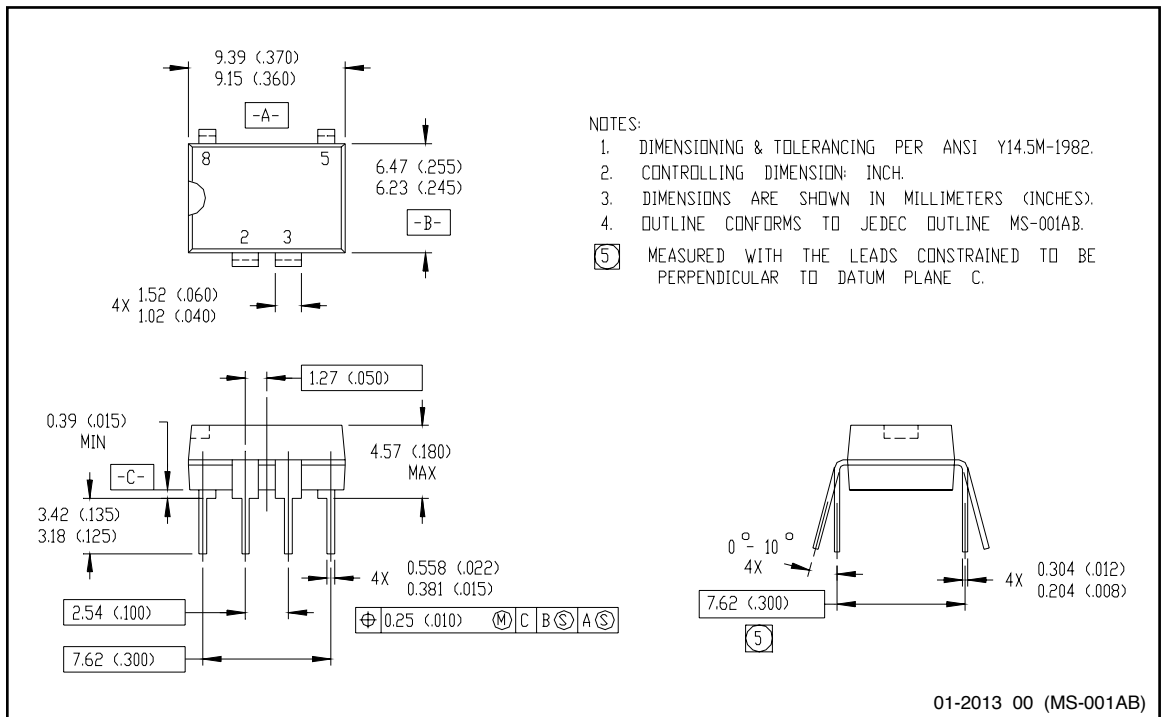 9.39 (.370)
9.15 (.360)
-A-
8 5
6.47 (.255)
6.23 (.245)
-B-
2 3
4X 1.52 (.060)
1.02 (.040)
NOTES:
1. DIMENSIONING & TOLERANCING PER ANSI Y14.5M-1982.
2. CONTROLLING DIMENSION: INCH.
3. DIMENSIONS ARE SHOWN IN MILLIMETERS (INCHES).
4. OUTLINE CONFORMS TO JEDEC OUTLINE MS-001AB.
5 MEASURED WITH THE LEADS CONSTRAINED TO BE
PERPENDICULAR TO DATUM PLANE C.
1.27 (.050)
0.39 (.015)
MIN
-C-
4.57 (.180)
MAX
3.42 (.135)
3.18 (.125)
4X 0.558 (.022)
0.381 (.015)
2.54 (.100)
⌖ 0.25 (.010) Ⓜ C BⓈ AⓈ
7.62 (.300)
0° - 10°
4X
4X 0.304 (.012)
0.204 (.008)
7.62 (.300)
5
01-2013 00 (MS-001AB)